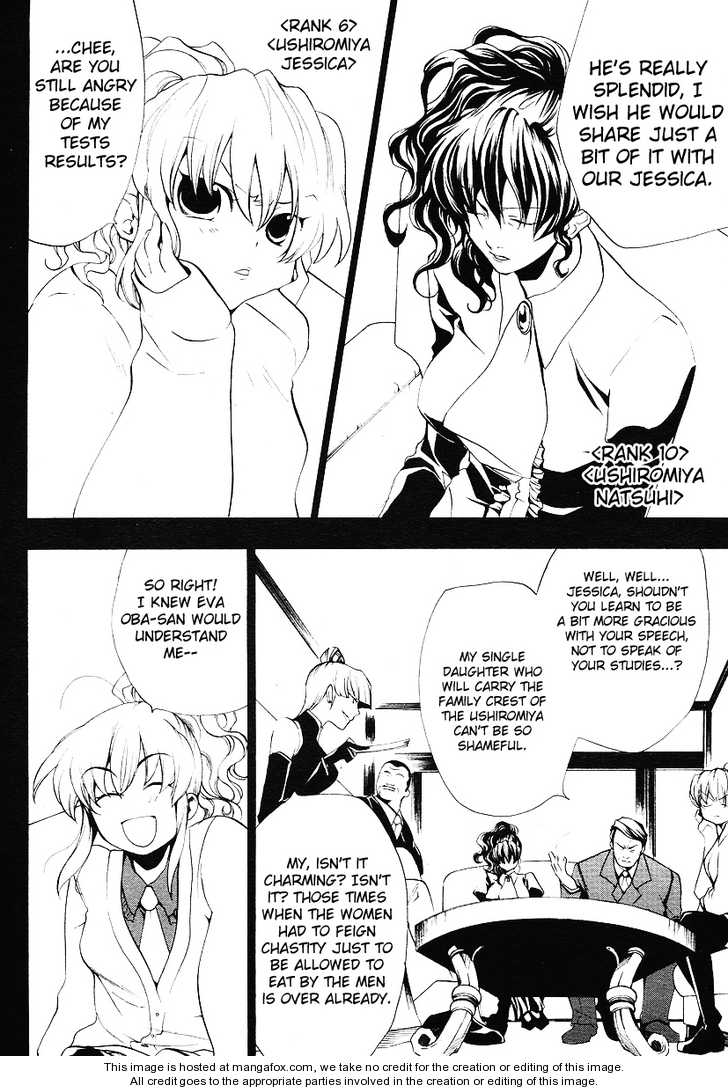 HE'S REALLY
SPLENDID, I
WISH HE WOULD
SHARE JUST A
BIT OF IT WITH
OUR JESSICA.
<RANK 10>
<USHIROMIYA
NATSUHI>
<RANK 6>
<USHIROMIYA
JESSICA>
...CHEE,
ARE YOU
STILL ANGRY
BECAUSE
OF MY
TESTS
RESULTS?
WELL, WELL...
JESSICA, SHOUDN'T
YOU LEARN TO BE
A BIT MORE GRACIOUS
WITH YOUR SPEECH,
NOT TO SPEAK OF
YOUR STUDIES...?
MY SINGLE
DAUGHTER WHO
WILL CARRY THE
FAMILY CREST OF
THE USHIROMIYA
CAN'T BE SO
SHAMEFUL.
MY, ISN'T IT
CHARMING? ISN'T
IT? THOSE TIMES
WHEN THE WOMEN
HAD TO FEIGN
CHASTITY JUST TO
BE ALLOWED TO
EAT BY THE MEN
IS OVER ALREADY.
SO RIGHT!
I KNEW EVA
OBA-SAN WOULD
UNDERSTAND
ME--
This image is hosted at mangafox.com, we take no credit for the creation or editing of this image.
All credit goes to the appropriate parties involved in the creation or editing of this image.